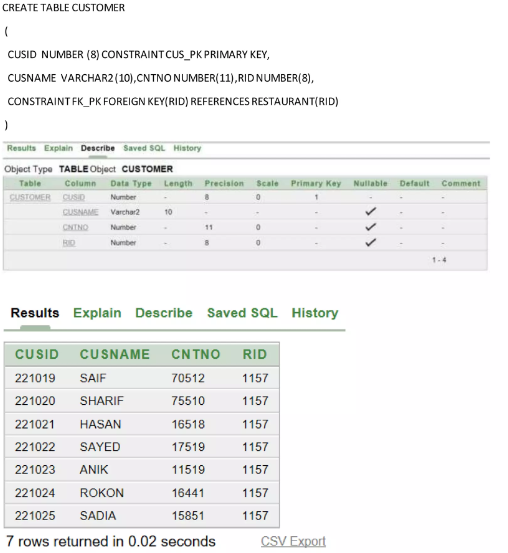 CREATE TABLE CUSTOMER
(
CUSID NUMBER (8) CONSTRAINT CUS_PK PRIMARY KEY,
CUSNAME VARCHAR2 (10),CNTNO NUMBER(11),RID NUMBER(8),
CONSTRAINT FK_PK FOREIGN KEY(RID) REFERENCES RESTAURANT(RID)
)
Results Explain Describe Saved SQL History
Object Type TABLE Object CUSTOMER
Table Column Data Type Length Precision Scale Primary Key Nullable Default Comment
CUSTOMER CUSID Number - 8 0 1 - - -
CUSNAME Varchar2 10 - - - ✓ - -
CNTNO Number - 11 0 - ✓ - -
RID Number - 8 0 - ✓ - -
1 - 4
Results Explain Describe Saved SQL History
CUSID CUSNAME CNTNO RID
221019 SAIF 70512 1157
221020 SHARIF 75510 1157
221021 HASAN 16518 1157
221022 SAYED 17519 1157
221023 ANIK 11519 1157
221024 ROKON 16441 1157
221025 SADIA 15851 1157
7 rows returned in 0.02 seconds CSV Export